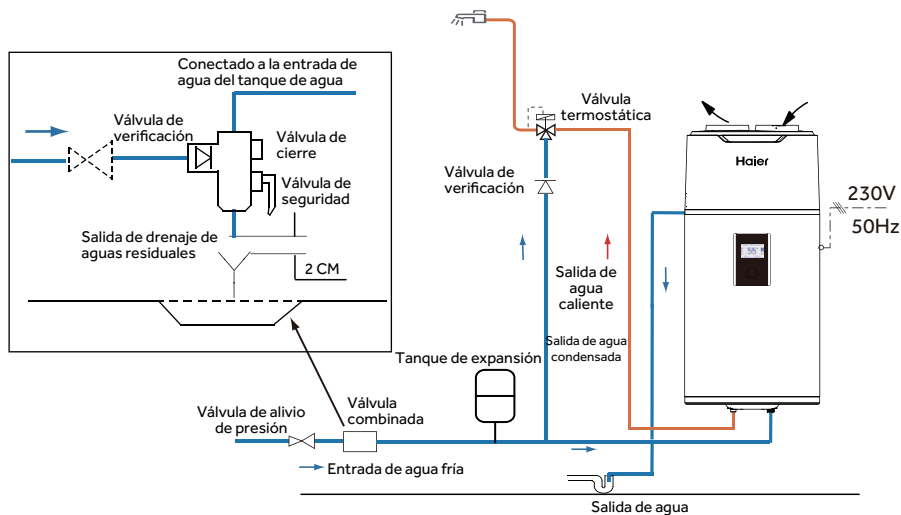 Conectado a la entrada de
agua del tanque de agua
Válvula de
verificación
Válvula de
cierre
Válvula de
seguridad
Salida de drenaje de
aguas residuales
2 CM
Válvula
termostática
Válvula de
verificación
Haier
230V
50Hz
55
Salida de
agua
caliente
Salida de agua
condensada
Tanque de expansión
Válvula
combinada
Válvula de alivio
de presión
Entrada de agua fría
Salida de agua